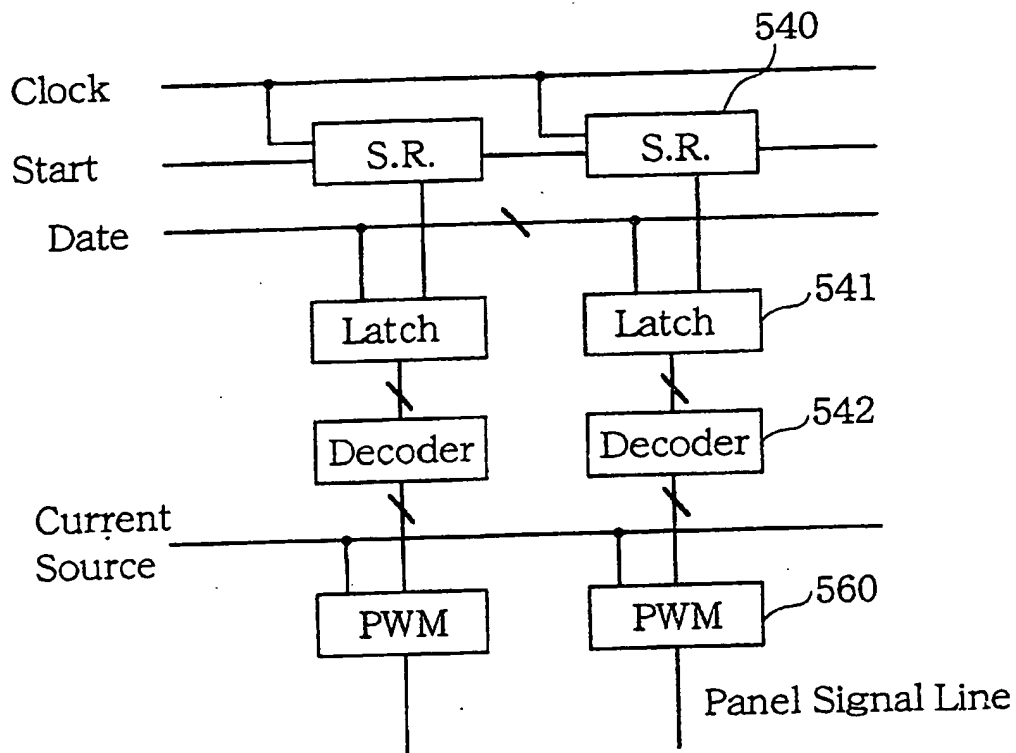 540
Clock
S.R.
S.R.
Start
Date
541
Latch
Latch
542
Decoder
Decoder
Current
Source
560
PWM
PWM
Panel Signal Line